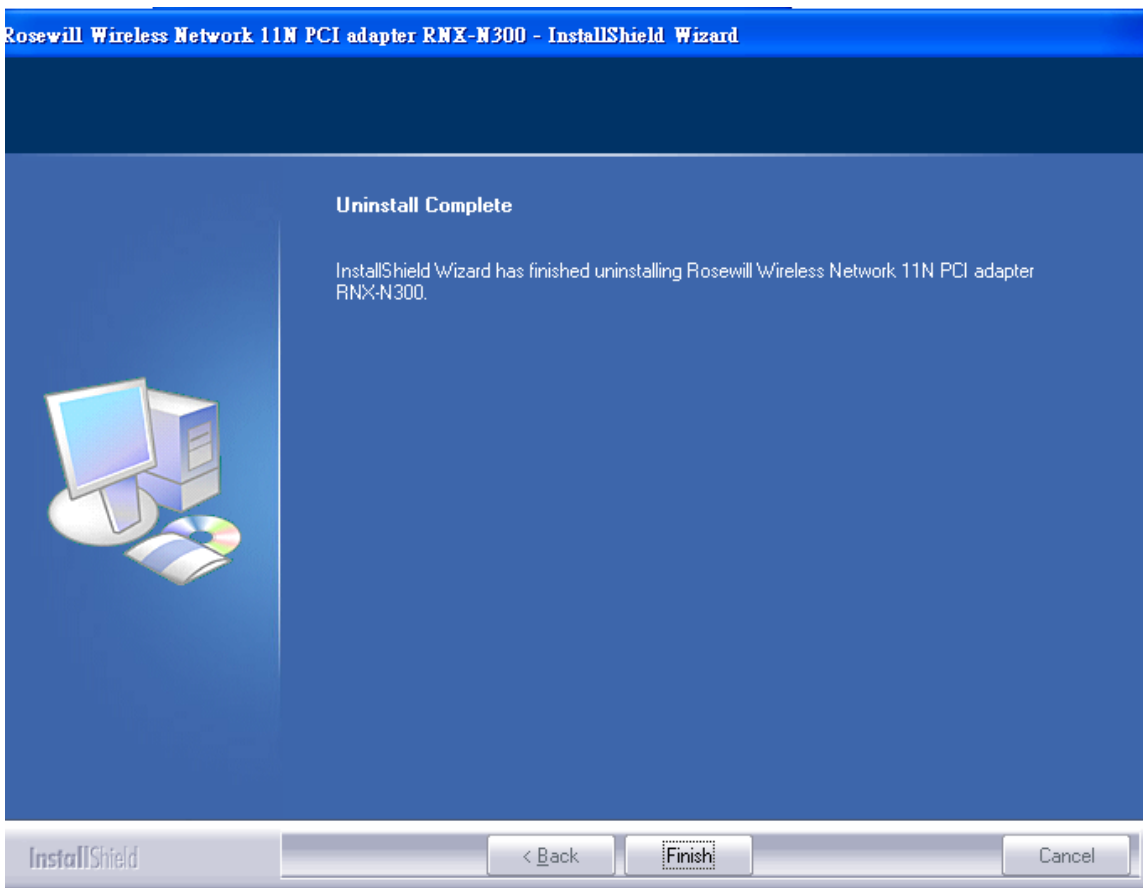 Rosewill Wireless Network 11N PCI adapter RNX-N300 - InstallShield Wizard
Uninstall Complete
InstallShield Wizard has finished uninstalling Rosewill Wireless Network 11N PCI adapter
RNX-N300.
InstallShield
< Back
Finish
Cancel